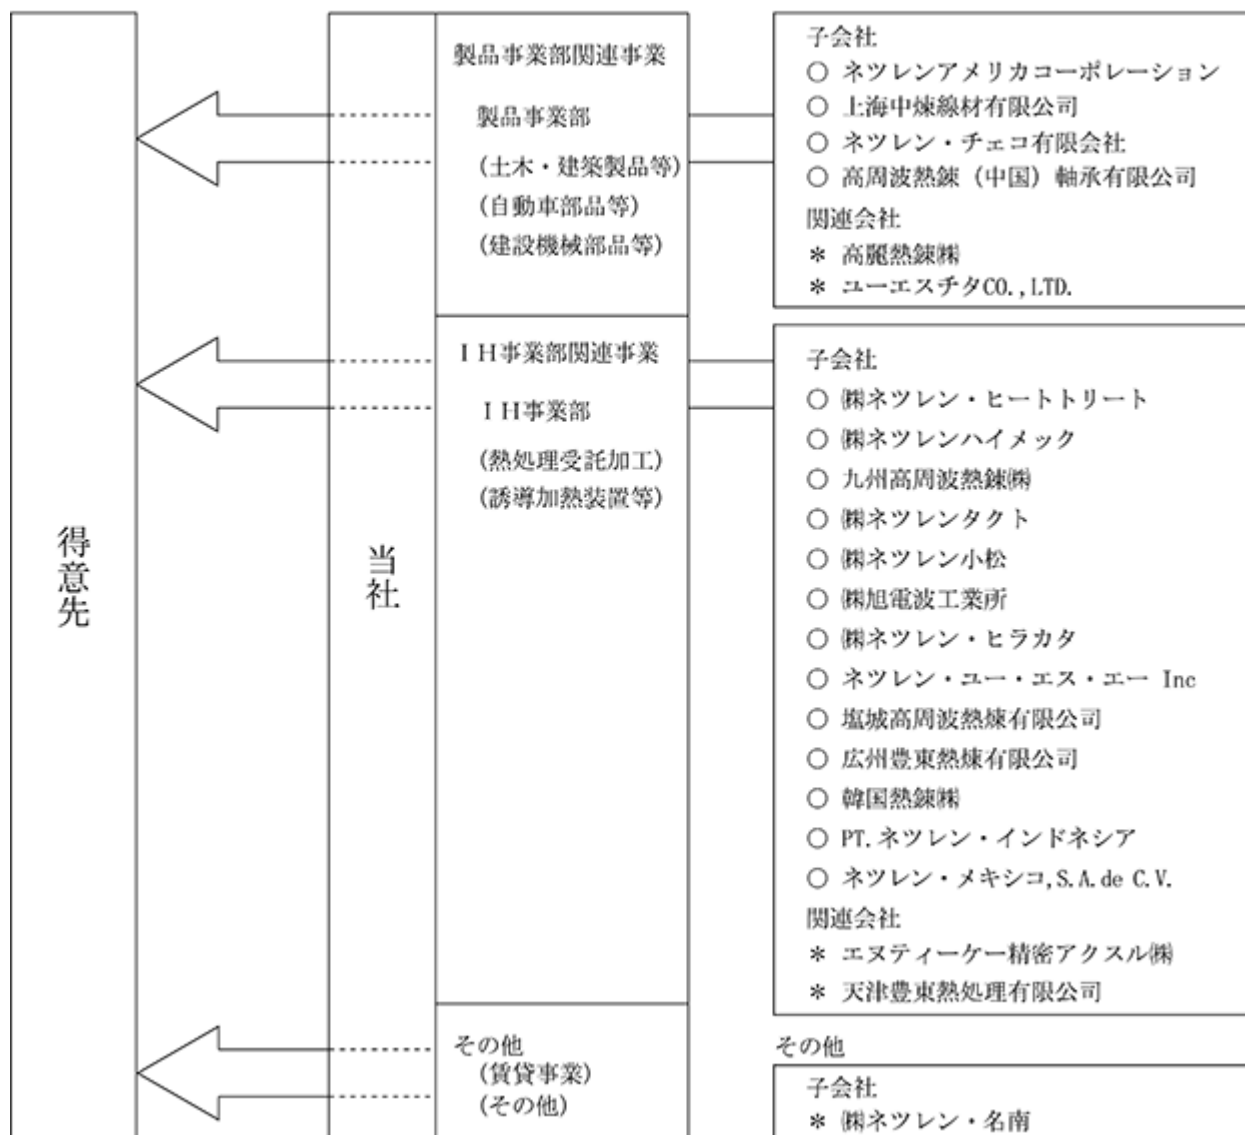 得意先
当社
製品事業部関連事業
製品事業部
(土木・建築製品等)
(自動車部品等)
(建設機械部品等)
子会社
○ ネツレンアメリカコーポレーション
○ 上海中煉線材有限公司
○ ネツレン・チェコ有限会社
○ 高周波熱錬（中国）軸承有限公司
関連会社
＊ 高麗熱錬㈱
＊ ユーエスチタCO.,LTD.
ＩＨ事業部関連事業
ＩＨ事業部
(熱処理受託加工)
(誘導加熱装置等)
子会社
○ ㈱ネツレン・ヒートトリート
○ ㈱ネツレンハイメック
○ 九州高周波熱錬㈱
○ ㈱ネツレンタクト
○ ㈱ネツレン小松
○ ㈱旭電波工業所
○ ㈱ネツレン・ヒラカタ
○ ネツレン・ユー・エス・エー Inc
○ 塩城高周波熱煉有限公司
○ 広州豊東熱煉有限公司
○ 韓国熱錬㈱
○ PT.ネツレン・インドネシア
○ ネツレン・メキシコ,S.A.de C.V.
関連会社
＊ エヌティーケー精密アクスル㈱
＊ 天津豊東熱処理有限公司
その他
(賃貸事業)
(その他)
その他
子会社
＊ ㈱ネツレン・名南